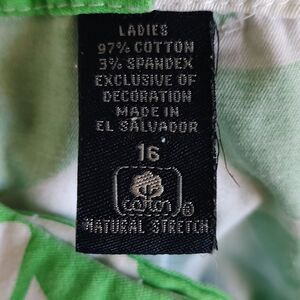 LADIES
97% COTTON
3% SPANDEX
EXCLUSIVE OF
DECORATION
MADE IN
EL SALVADOR
16
cotton
®
NATURAL STRETCH